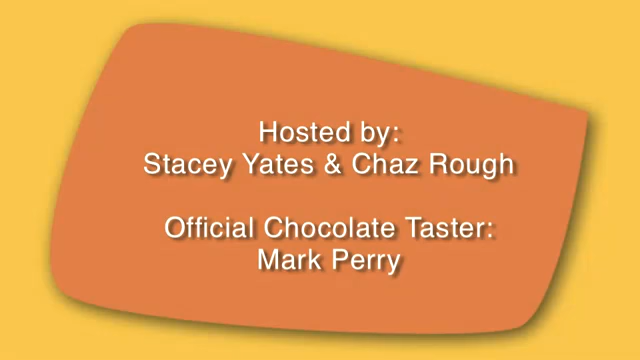 Hosted by:
Stacey Yates & Chaz Rough
Official Chocolate Taster:
Mark Perry